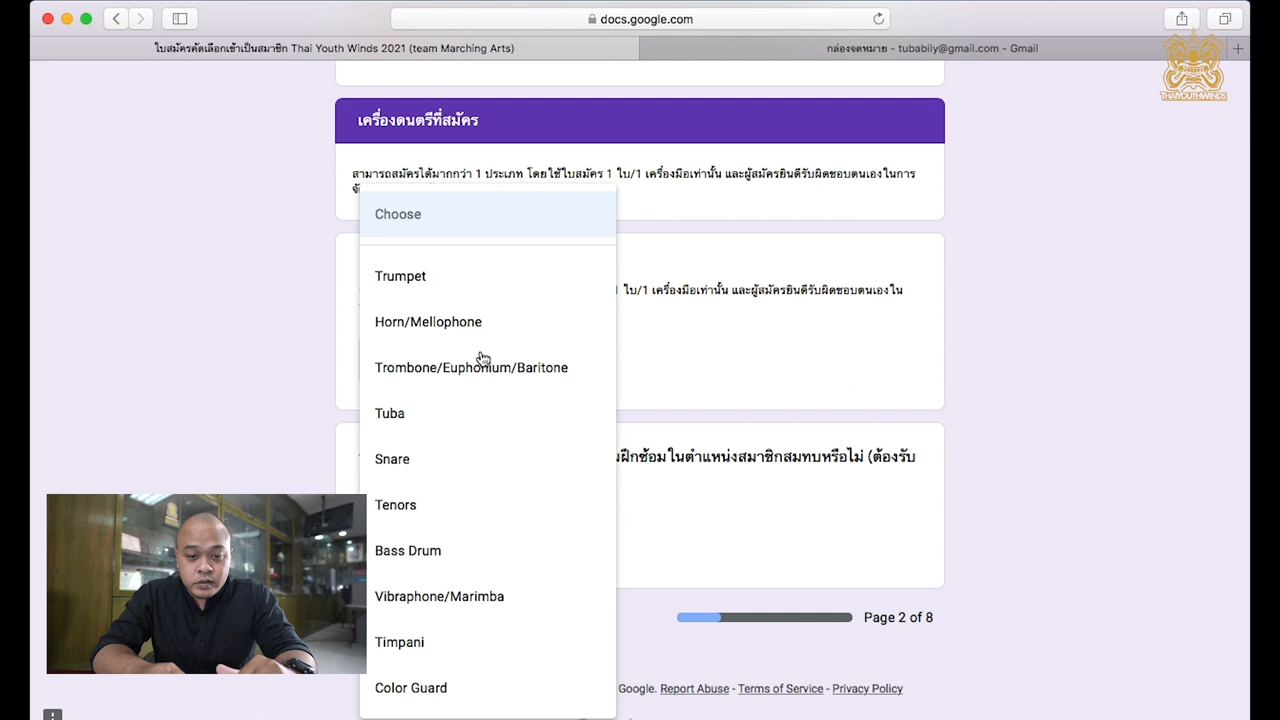 docs.google.com
ใบสมัครคัดเลือกเข้าเป็นสมาชิก Thai Youth Winds 2021 (team Marching Arts)
กล่องจดหมาย - tubabily@gmail.com - Gmail
THAIYOUTHWINDS
เครื่องดนตรีที่สมัคร
สามารถสมัครได้มากกว่า 1 ประเภท โดยใช้ใบสมัคร 1 ใบ/1 เครื่องมือเท่านั้น และผู้สมัครยินดีรับผิดชอบตนเองในการ
Choose
Trumpet
ใบ/1 เครื่องมือเท่านั้น และผู้สมัครยินดีรับผิดชอบตนเองใน
Horn/Mellophone
Trombone/Euphonium/Baritone
Tuba
ฝึกซ้อมในตำแหน่งสมาชิกสมทบหรือไม่ (ต้องรับ
Snare
Tenors
Bass Drum
Vibraphone/Marimba
Page 2 of 8
Timpani
Color Guard
Google. Report Abuse - Terms of Service - Privacy Policy